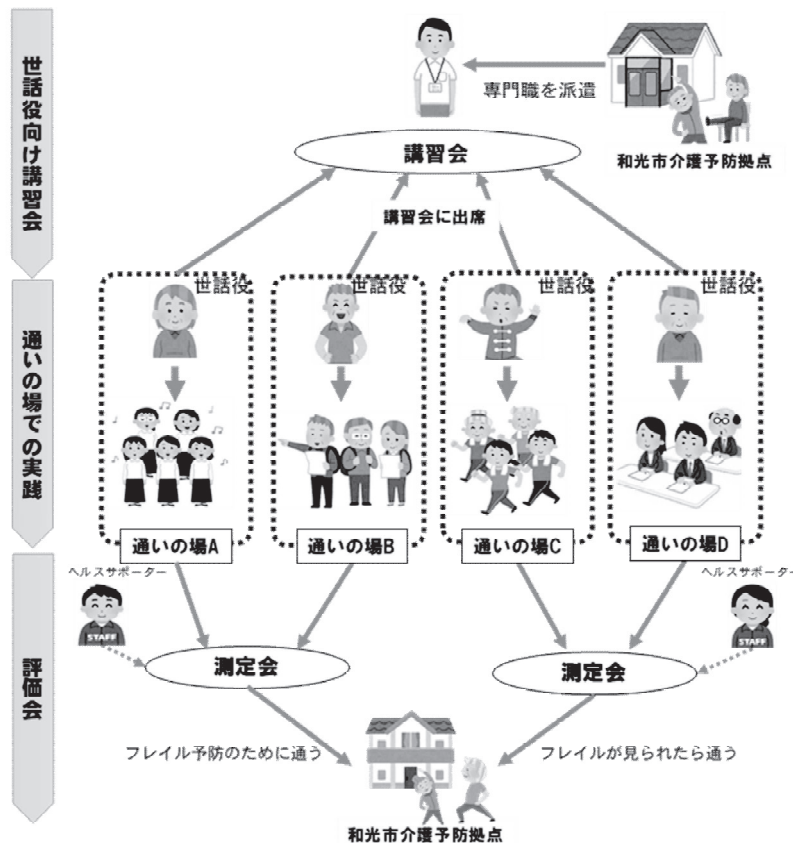 世話役向け講習会
専門職を派遣
講習会
和光市介護予防拠点
講習会に出席
通いの場での実践
世話役
世話役
世話役
世話役
通いの場A
通いの場B
通いの場C
通いの場D
評価会
ヘルスサポーター
STAFF
ヘルスサポーター
STAFF
測定会
測定会
フレイル予防のために通う
フレイルが見られたら通う
和光市介護予防拠点